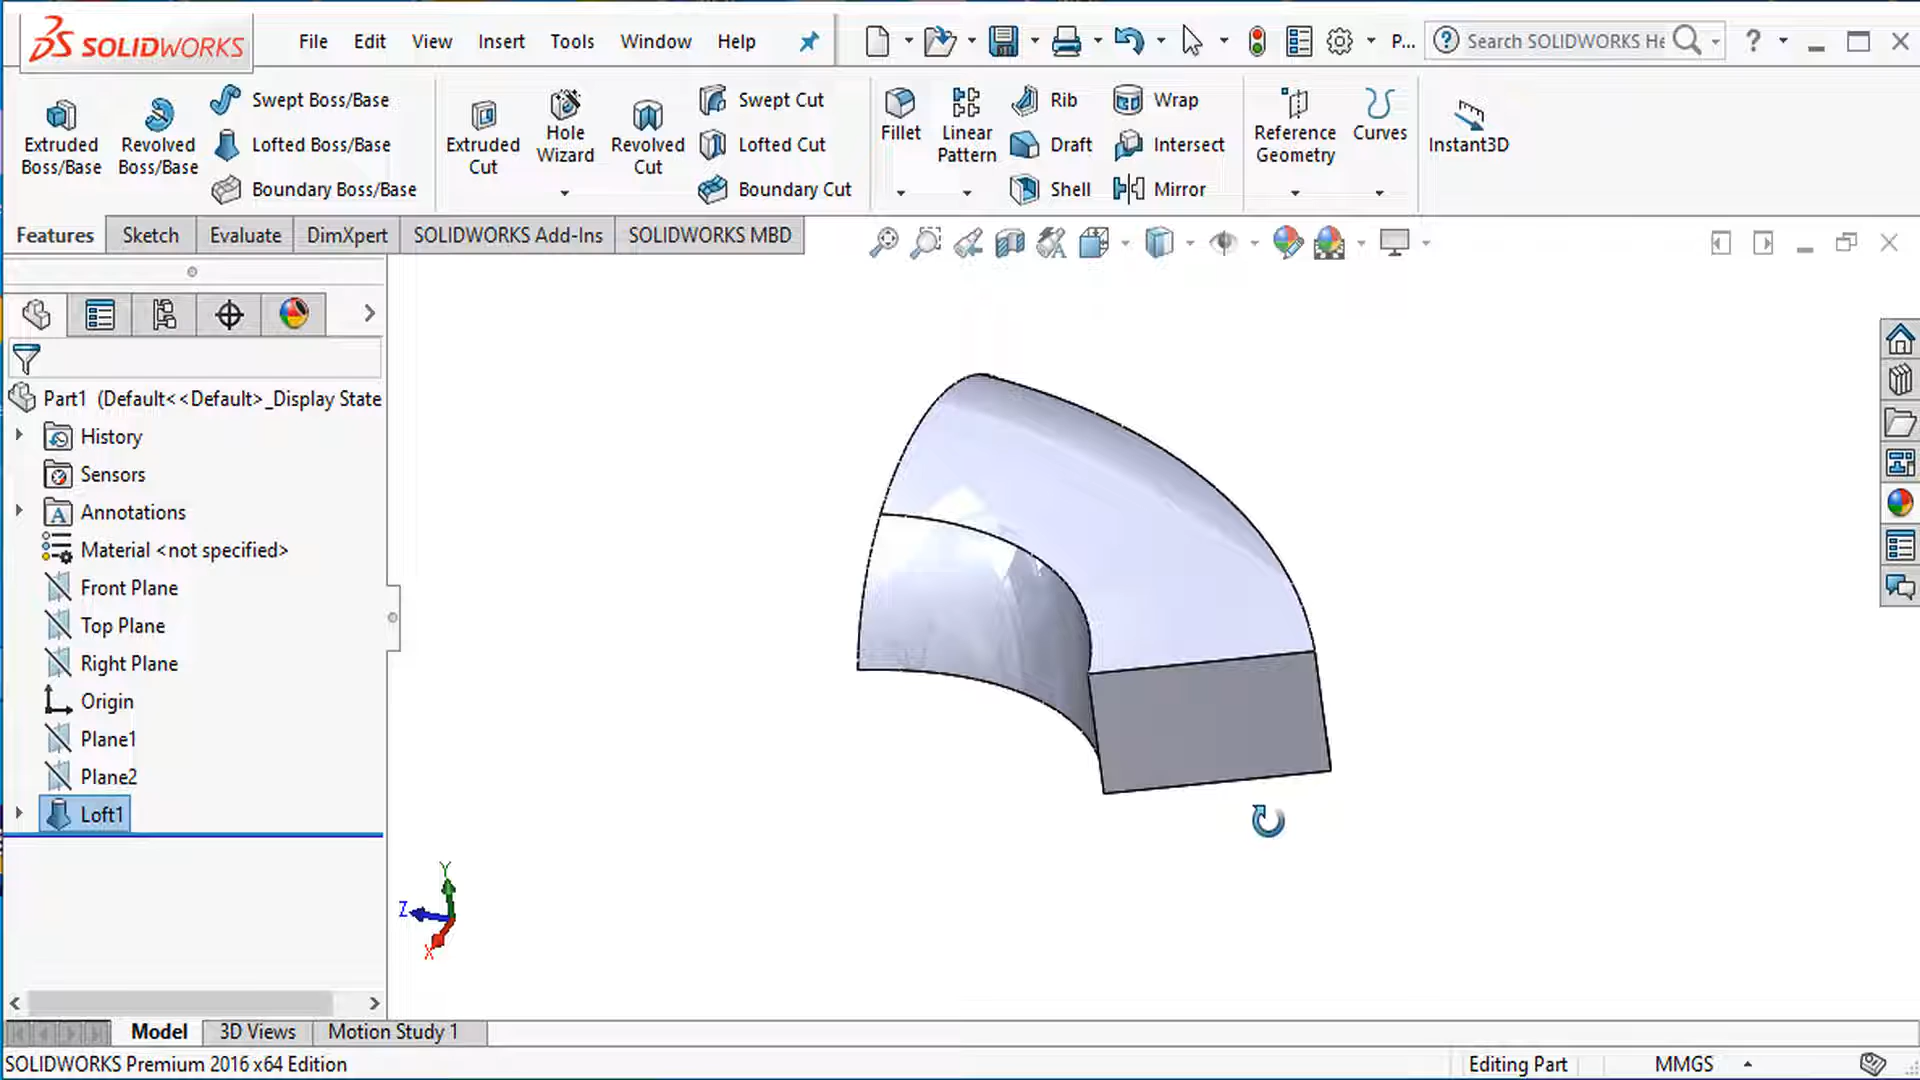 SOLIDWORKS
File Edit View Insert Tools Window Help
P... Search SOLIDWORKS He
Extruded Boss/Base
Revolved Boss/Base
Swept Boss/Base
Lofted Boss/Base
Boundary Boss/Base
Extruded Cut
Hole Wizard
Revolved Cut
Swept Cut
Lofted Cut
Boundary Cut
Fillet
Linear Pattern
Rib
Draft
Shell
Wrap
Intersect
Mirror
Reference Geometry
Curves
Instant3D
Features Sketch Evaluate DimXpert SOLIDWORKS Add-Ins SOLIDWORKS MBD
Part1 (Default<<Default>_Display State
History
Sensors
Annotations
Material <not specified>
Front Plane
Top Plane
Right Plane
Origin
Plane1
Plane2
Loft1
Y
Z
X
Model 3D Views Motion Study 1
SOLIDWORKS Premium 2016 x64 Edition
Editing Part MMGS